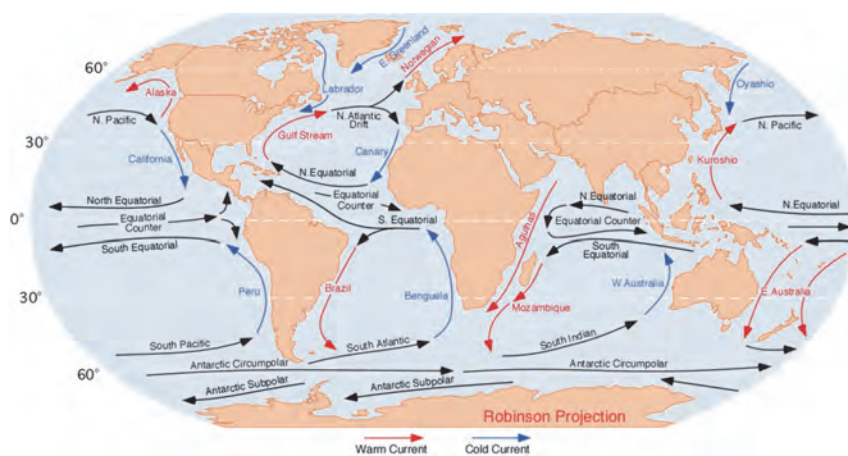 60°
30°
0°
30°
60°
Alaska
N. Pacific
California
North Equatorial
Equatorial
Counter
South Equatorial
Peru
South Pacific
Antarctic Circumpolar
Antarctic Subpolar
Labrador
E. Greenland
Norwegian
N. Atlantic
Drift
Gulf Stream
Canary
N. Equatorial
Equatorial
Counter
S. Equatorial
Brazil
Benguela
South Atlantic
Antarctic Subpolar
Agulhas
Mozambique
N. Equatorial
Equatorial Counter
South
Equatorial
W. Australia
South Indian
Antarctic Circumpolar
Oyashio
N. Pacific
Kuroshio
N. Equatorial
E. Australia
Robinson Projection
Warm Current
Cold Current